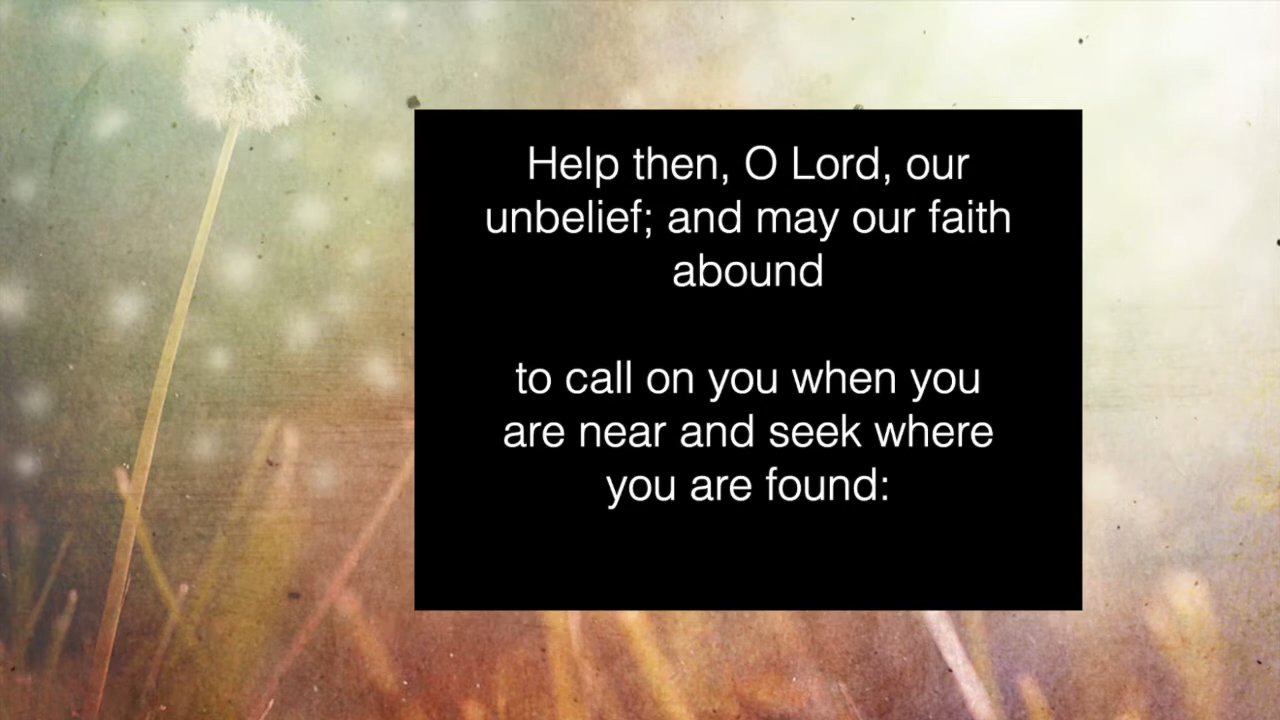 Help then, O Lord, our
unbelief; and may our faith
abound
to call on you when you
are near and seek where
you are found: